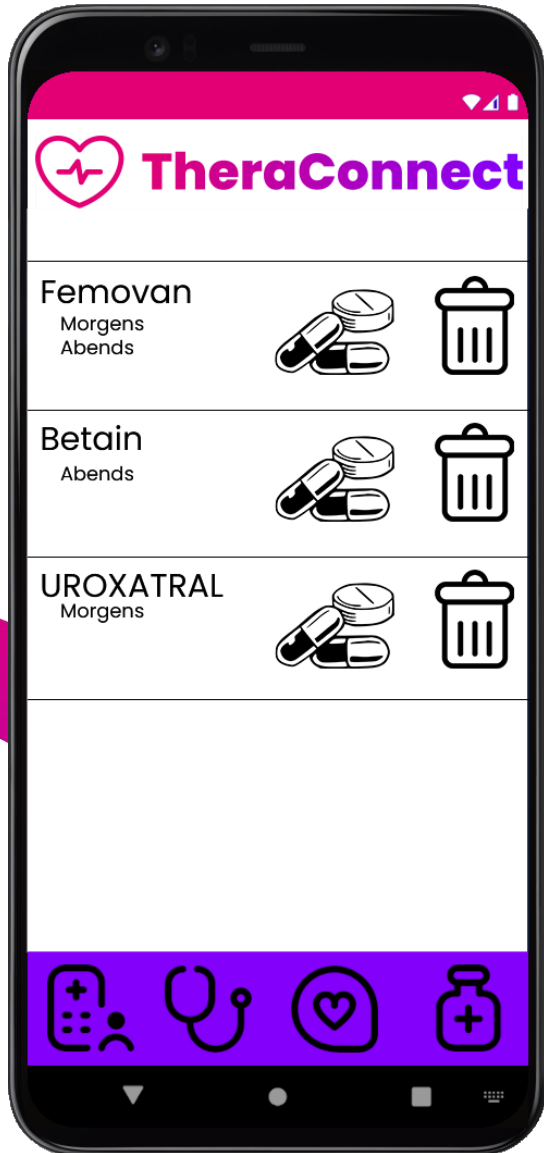 TheraConnect
Femovan
Morgens
Abends
Betain
Abends
UROXATRAL
Morgens